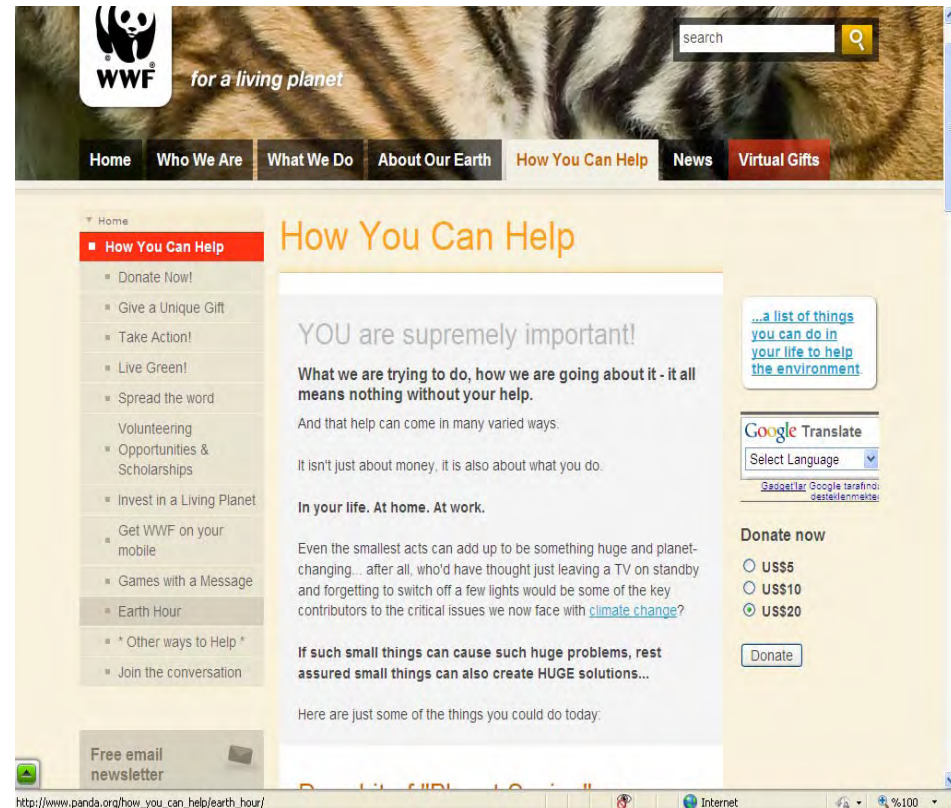 WWF
for a living planet
search
Home Who We Are What We Do About Our Earth How You Can Help News Virtual Gifts
Home
How You Can Help
Donate Now!
Give a Unique Gift
Take Action!
Live Green!
Spread the word
Volunteering
Opportunities &
Scholarships
Invest in a Living Planet
Get WWF on your
mobile
Games with a Message
Earth Hour
* Other ways to Help *
Join the conversation
Free email
newsletter
How You Can Help
YOU are supremely important!
What we are trying to do, how we are going about it - it all
means nothing without your help.
And that help can come in many varied ways.
It isn't just about money, it is also about what you do.
In your life. At home. At work.
Even the smallest acts can add up to be something huge and planet-
changing... after all, who'd have thought just leaving a TV on standby
and forgetting to switch off a few lights would be some of the key
contributors to the critical issues we now face with climate change?
If such small things can cause such huge problems, rest
assured small things can also create HUGE solutions...
Here are just some of the things you could do today:
...a list of things
you can do in
your life to help
the environment.
Google Translate
Select Language
Gadget'lar Google
Donate now
US$5
US$10
US$20
Donate
http://www.panda.org/how_you_can_help/earth_hour/
Internet
%100